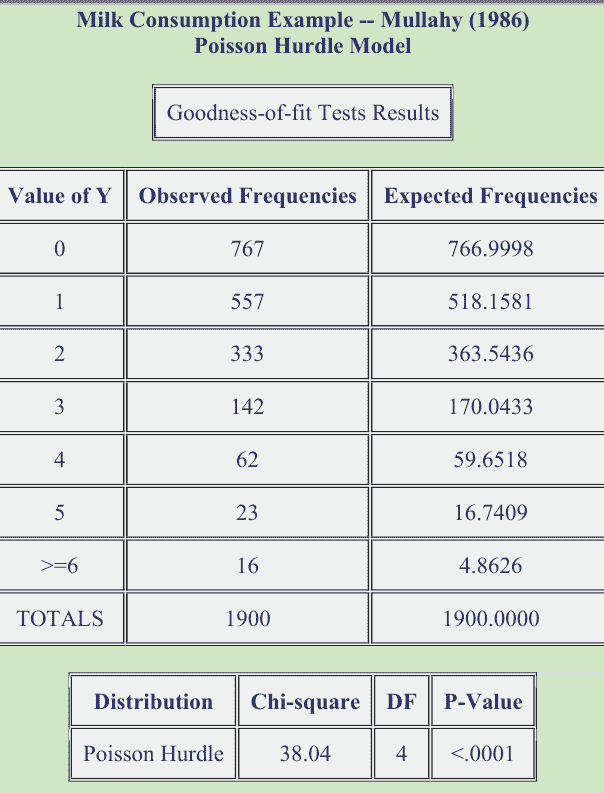 Milk Consumption Example -- Mullahy (1986)
Poisson Hurdle Model
Goodness-of-fit Tests Results
Value of Y Observed Frequencies Expected Frequencies
0 767 766.9998
1 557 518.1581
2 333 363.5436
3 142 170.0433
4 62 59.6518
5 23 16.7409
>=6 16 4.8626
TOTALS 1900 1900.0000
Distribution Chi-square DF P-Value
Poisson Hurdle 38.04 4 <.0001